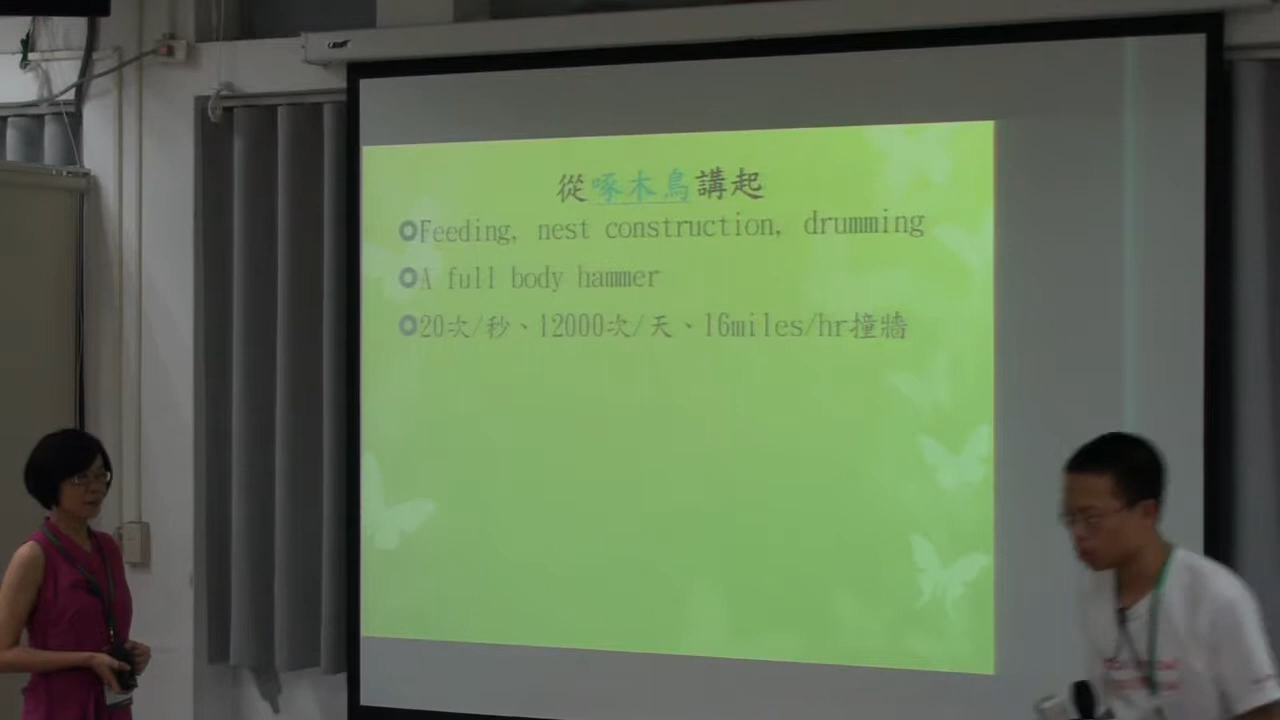 從啄木鳥講起
Feeding, nest construction, drumming
A full body hammer
20次/秒、12000次/天、16miles/hr撞牆